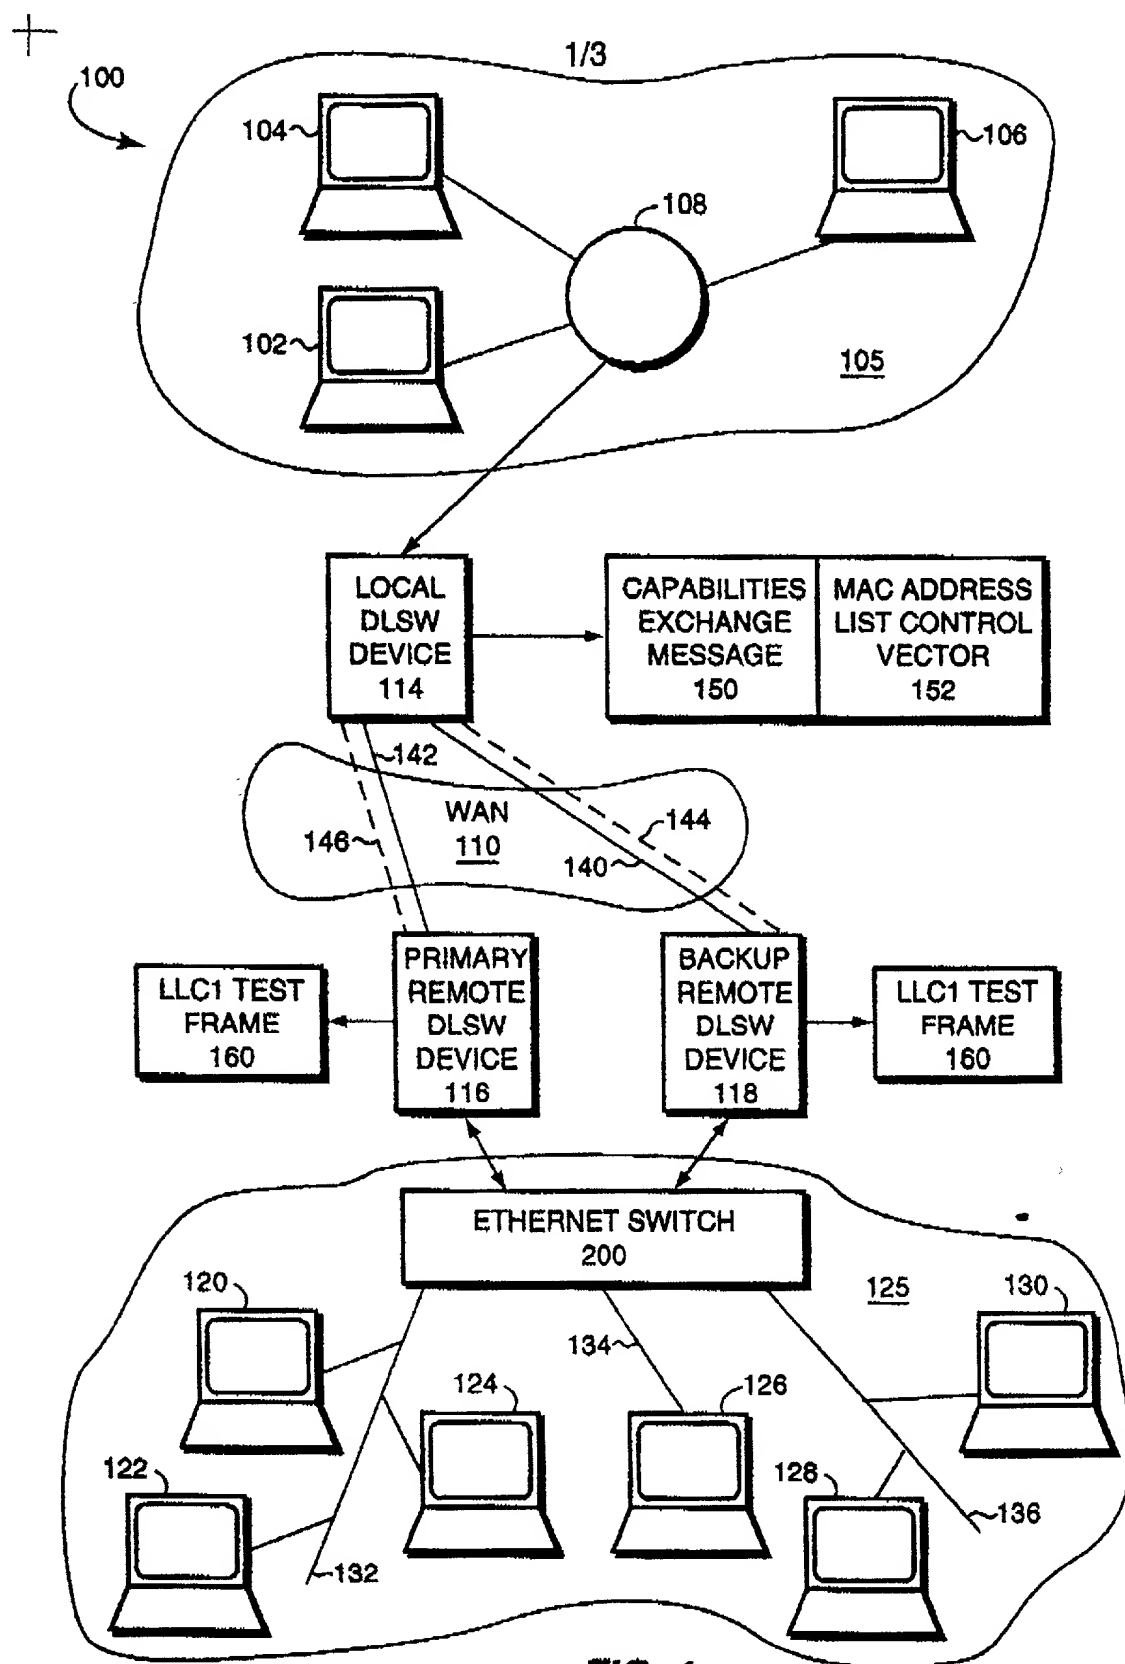 1/3
100
104
106
108
102
105
LOCAL
DLSW
DEVICE
114
CAPABILITIES
EXCHANGE
MESSAGE
150
MAC ADDRESS
LIST CONTROL
VECTOR
152
142
WAN
110
146
144
140
LLC1 TEST
FRAME
160
PRIMARY
REMOTE
DLSW
DEVICE
116
BACKUP
REMOTE
DLSW
DEVICE
118
LLC1 TEST
FRAME
160
ETHERNET SWITCH
200
120
125
130
134
124
126
122
128
136
132